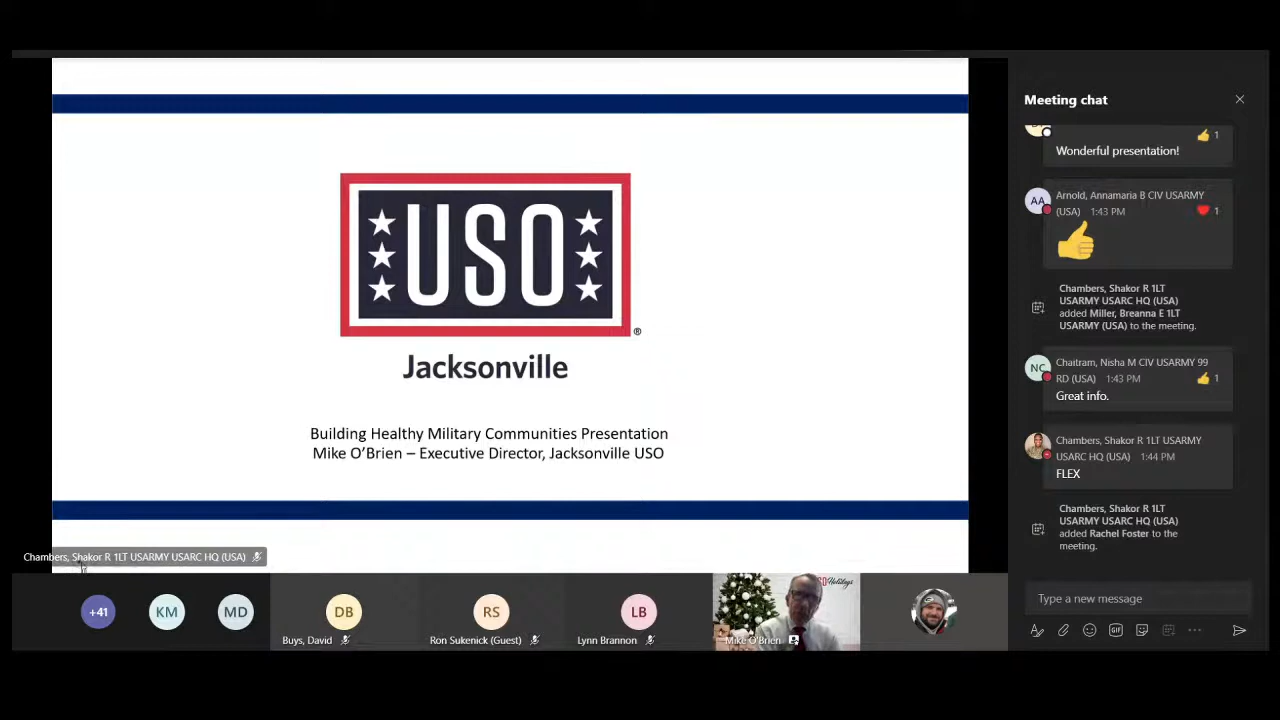 USO
®
Jacksonville
Building Healthy Military Communities Presentation
Mike O'Brien – Executive Director, Jacksonville USO
Chambers, Shakor R 1LT USARMY USARC HQ (USA)
+41
KM
MD
DB
Buys, David
RS
Ron Sukenick (Guest)
LB
Lynn Brannon
Holidays
Mike O'Brien
Meeting chat
1
Wonderful presentation!
AA
Arnold, Annamaria B CIV USARMY
(USA) 1:43 PM
1
Chambers, Shakor R 1LT
USARMY USARC HQ (USA)
added Miller, Breanna E 1LT
USARMY (USA) to the meeting.
NC
Chaitram, Nisha M CIV USARMY 99
RD (USA) 1:43 PM
1
Great info.
Chambers, Shakor R 1LT USARMY
USARC HQ (USA) 1:44 PM
FLEX
Chambers, Shakor R 1LT
USARMY USARC HQ (USA)
added Rachel Foster to the
meeting.
Type a new message
GIF